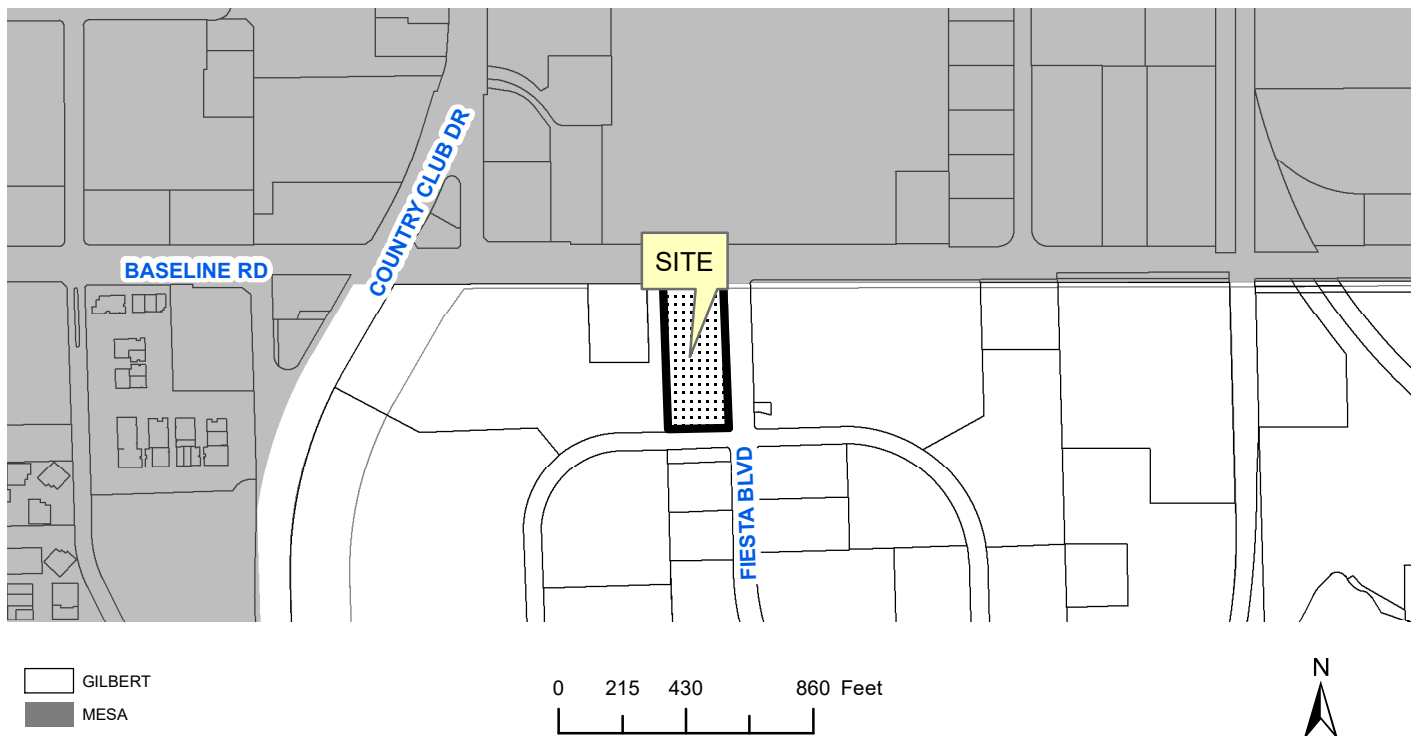 COUNTRY CLUB DR
BASELINE RD
SITE
FIESTA BLVD
GILBERT
MESA
0 215 430 860 Feet
N